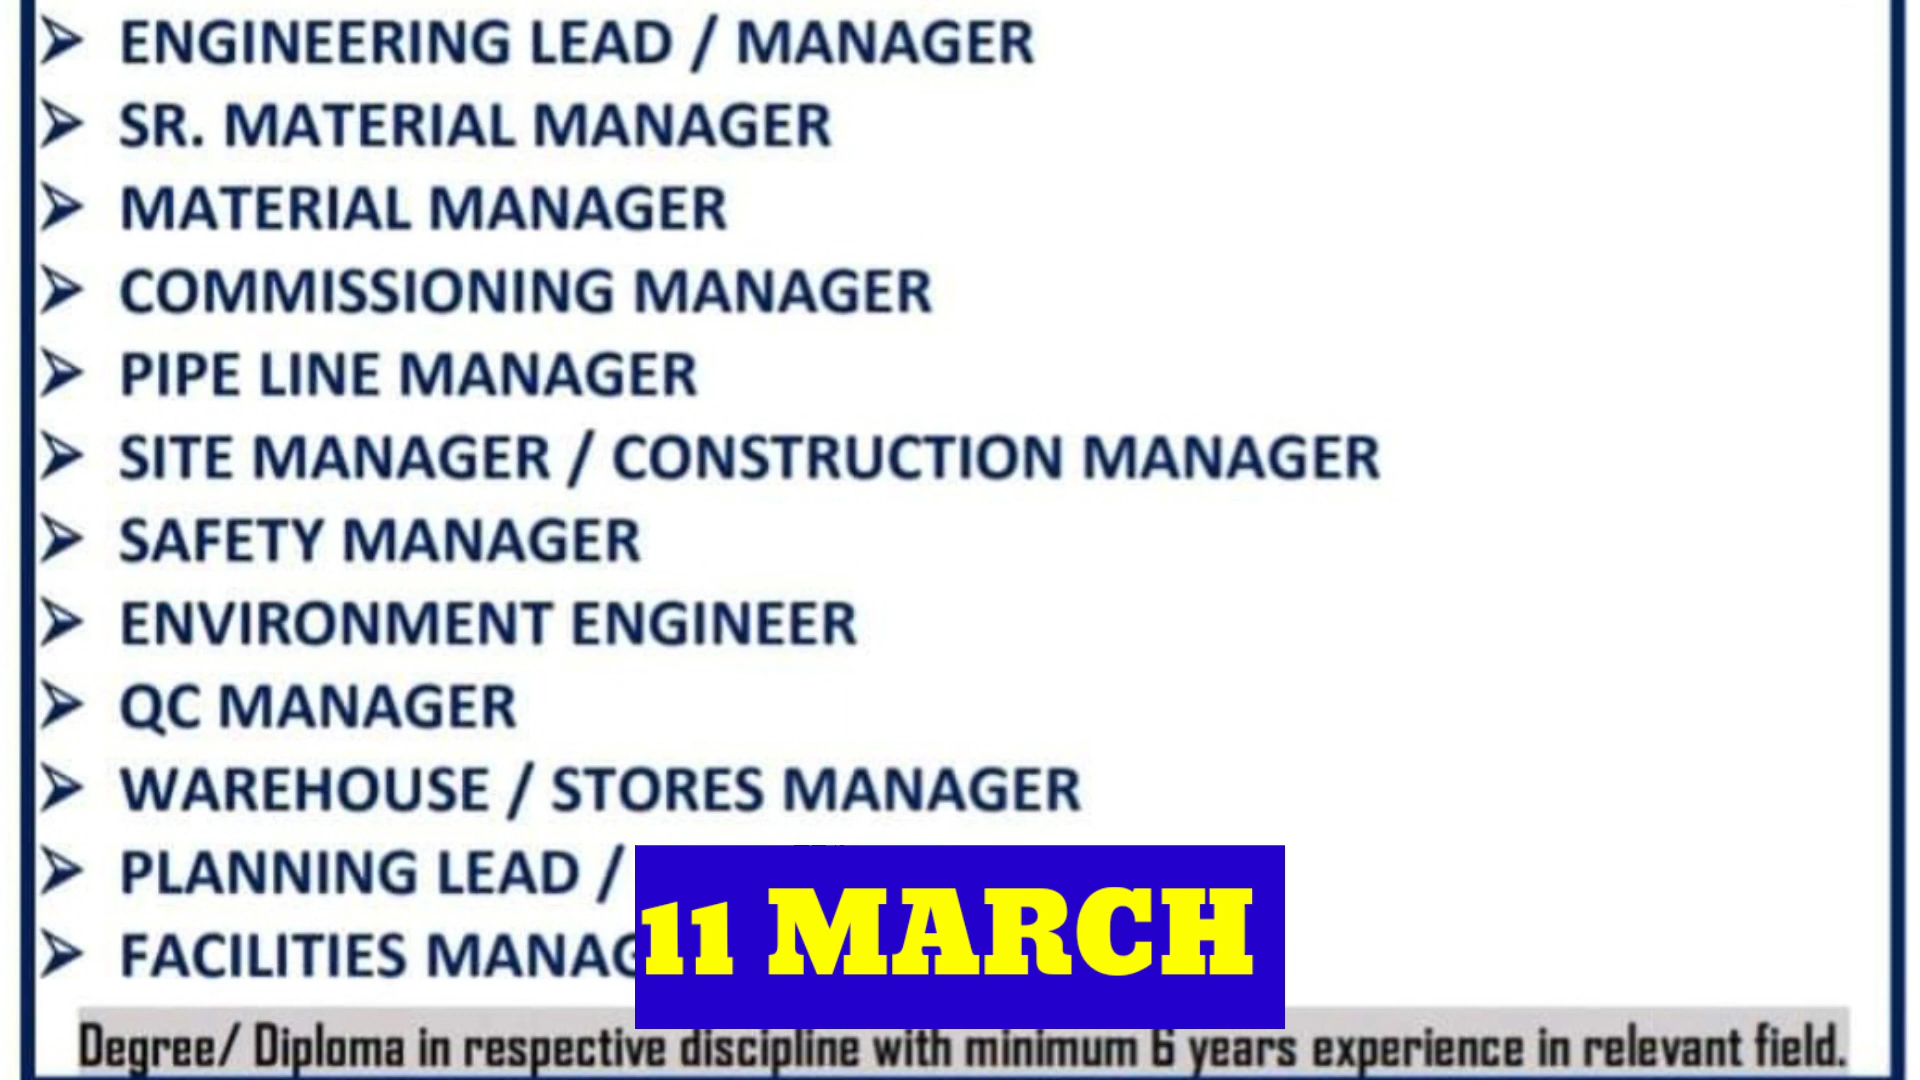 ENGINEERING LEAD / MANAGER
SR. MATERIAL MANAGER
MATERIAL MANAGER
COMMISSIONING MANAGER
PIPE LINE MANAGER
SITE MANAGER / CONSTRUCTION MANAGER
SAFETY MANAGER
ENVIRONMENT ENGINEER
QC MANAGER
WAREHOUSE / STORES MANAGER
PLANNING LEAD /
FACILITIES
11 MARCH
Degree/ Diploma in respective discipline with minimum 6 years experience in relevant field.